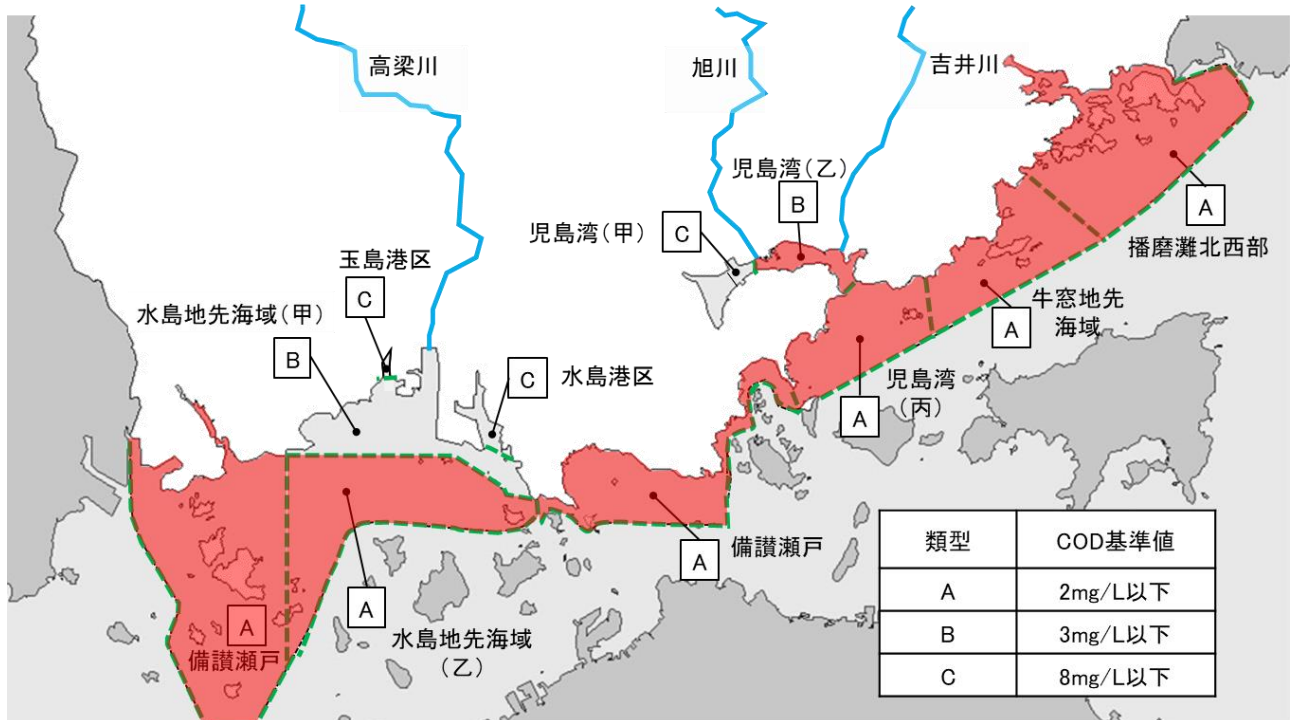 高梁川
旭川
吉井川
児島湾(乙)
B
児島湾(甲)
C
A
播磨灘北西部
玉島港区
C
水島地先海域(甲)
B
牛窓地先
海域
A
C
水島港区
児島湾
(丙)
A
備讃瀬戸
A
A
水島地先海域
(乙)
A
備讃瀬戸
類型 COD基準値
A 2mg/L以下
B 3mg/L以下
C 8mg/L以下